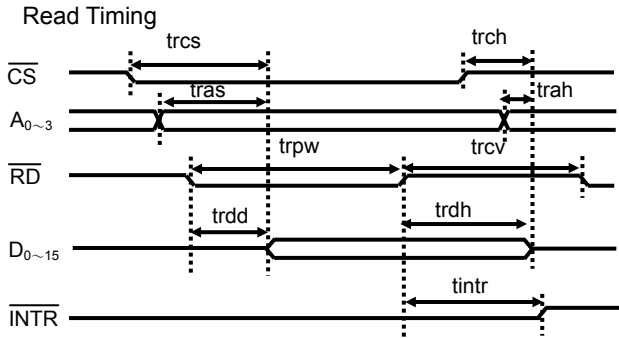 Read Timing
trcs
trch
CS
tras
trah
A0~3
trpw
trcv
RD
trdd
trdh
D0~15
tintr
INTR